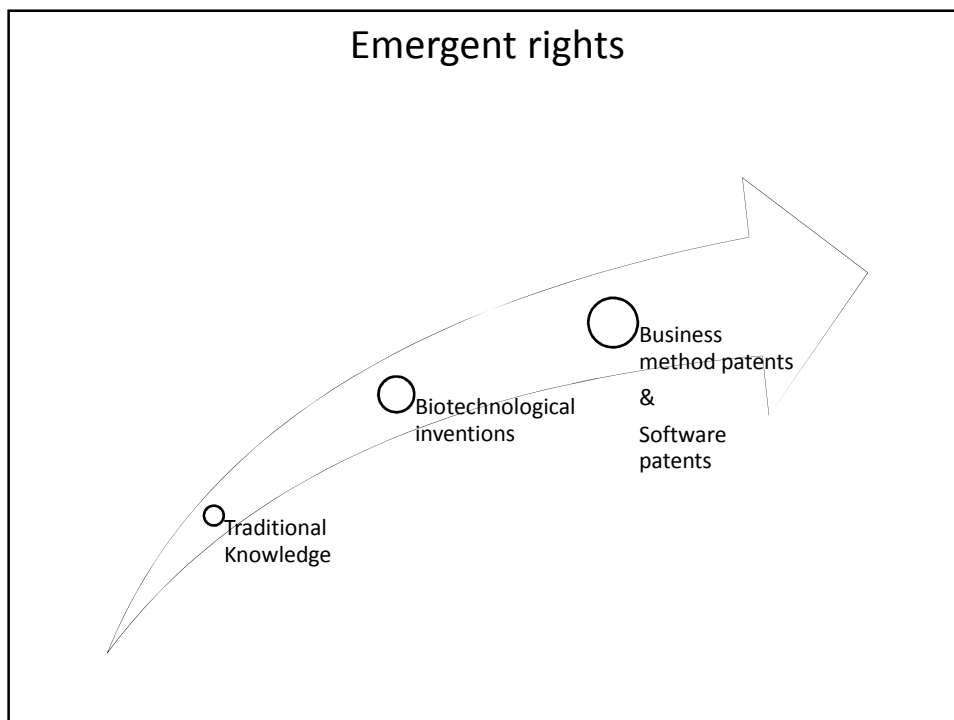 Emergent rights
Business
method patents
&
Software
patents
Biotechnological
inventions
Traditional
Knowledge